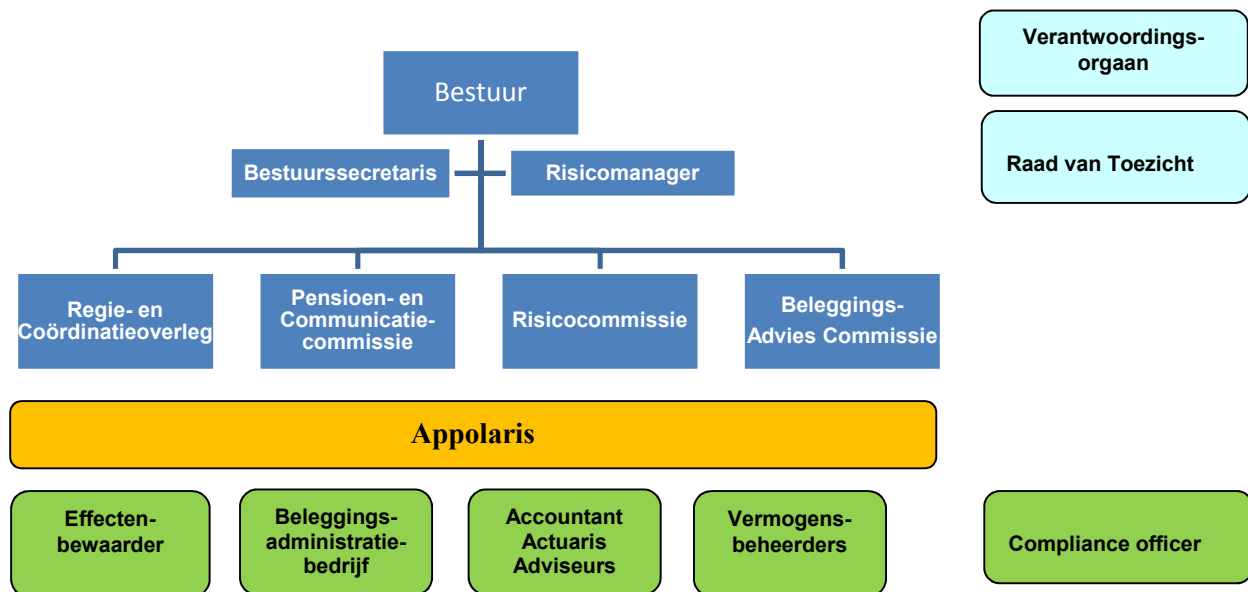 Bestuur
Verantwoordings-
orgaan
Bestuurssecretaris
Risicomanager
Raad van Toezicht
Regie- en
Coördinatieoverleg
Pensioen- en
Communicatie-
commissie
Risicocommissie
Beleggings-
Advies Commissie
Appolaris
Effecten-
bewaarder
Beleggings-
administratie-
bedrijf
Accountant
Actuaris
Adviseurs
Vermogens-
beheerders
Compliance officer